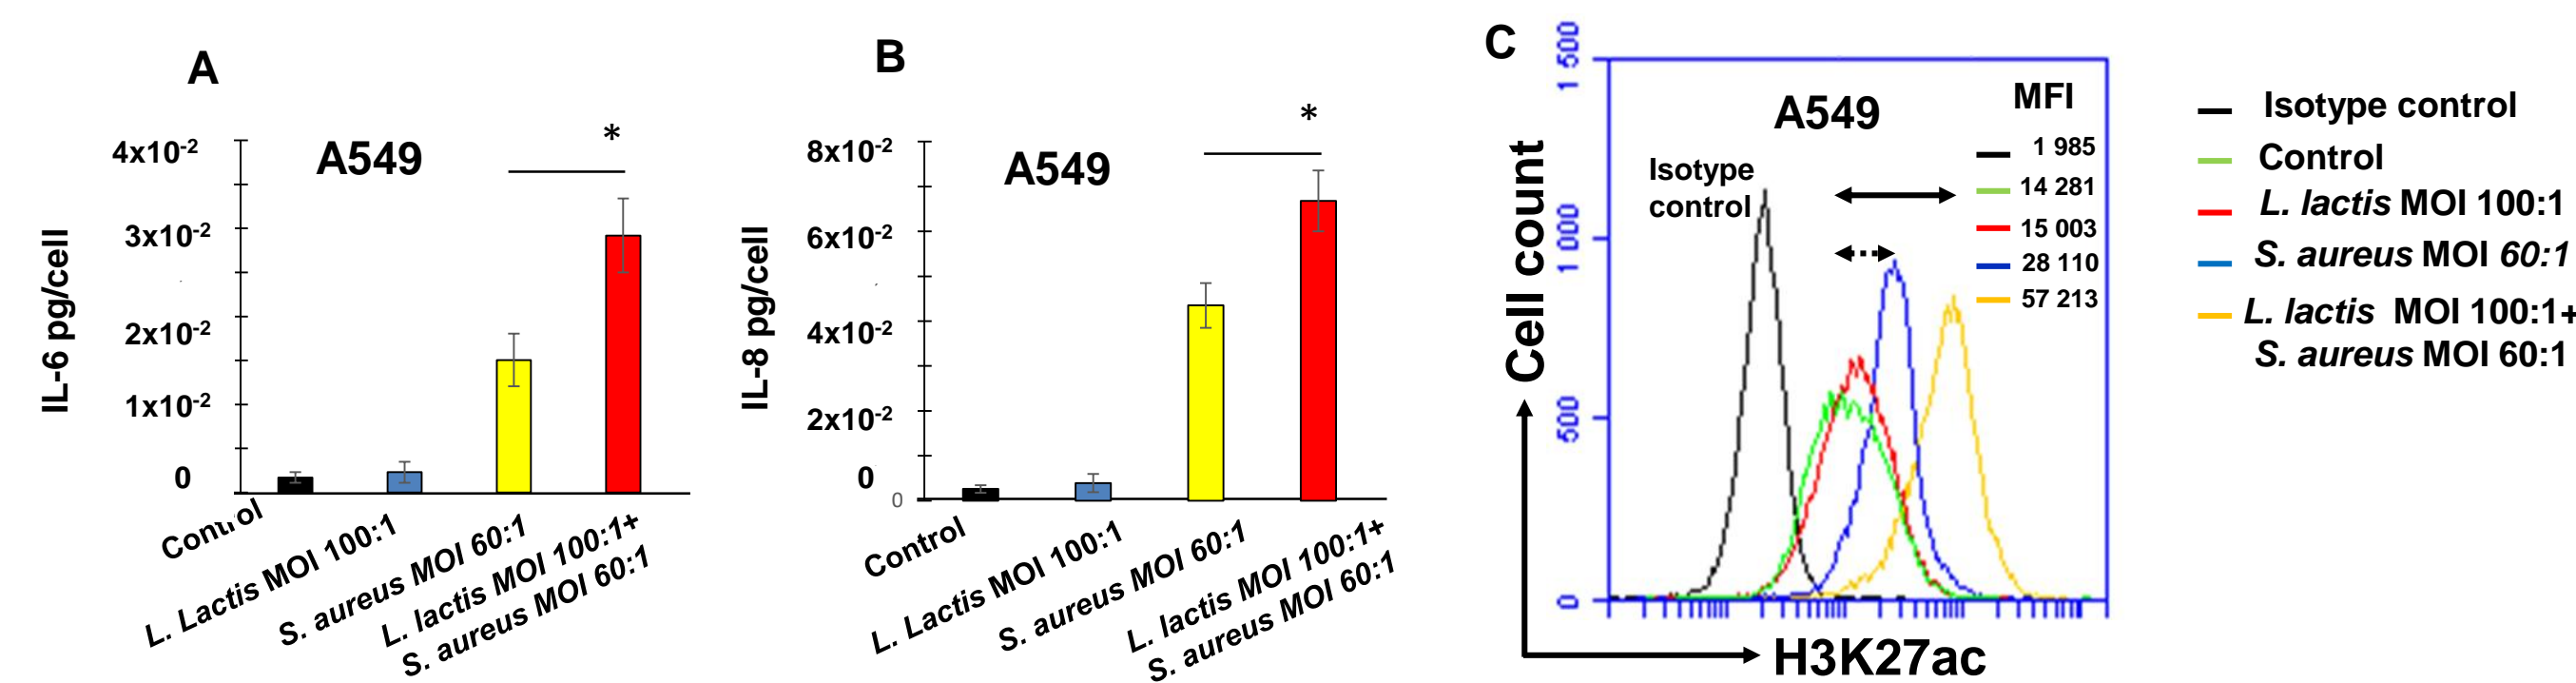 A
A549
*
IL-6 pg/cell
4x10-2
3x10-2
2x10-2
1x10-2
0
Control
L. Lactis MOI 100:1
S. aureus MOI 60:1
L. lactis MOI 100:1+
S. aureus MOI 60:1
B
A549
*
IL-8 pg/cell
8x10-2
6x10-2
4x10-2
2x10-2
0
0
Control
L. Lactis MOI 100:1
S. aureus MOI 60:1
L. lactis MOI 100:1+
S. aureus MOI 60:1
C
Cell count
1 500
1 000
500
0
A549
Isotype
control
MFI
1 985
14 281
15 003
28 110
57 213
H3K27ac
Isotype control
Control
L. lactis MOI 100:1
S. aureus MOI 60:1
L. lactis MOI 100:1+
S. aureus MOI 60:1